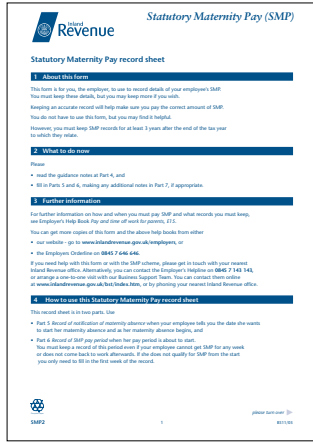 Inland
Revenue
Statutory Maternity Pay (SMP)
Statutory Maternity Pay record sheet
1 About this form
This form is for you, the employer, to use to record details of your employee's SMP.
You must keep these details, but you may keep more if you wish.
Keeping an accurate record will help make sure you pay the correct amount of SMP.
You do not have to use this form, but you may find it helpful.
However, you must keep SMP records for at least 3 years after the end of the tax year
to which they relate.
2 What to do now
Please
• read the guidance notes at Part 4, and
• fill in Parts 5 and 6, making any additional notes in Part 7, if appropriate.
3 Further information
For further information on how and when you must pay SMP and what records you must keep,
see Employer's Help Book Pay and time off work for parents, E15.
You can get more copies of this form and the above help books from either
• our website - go to www.inlandrevenue.gov.uk/employers, or
• the Employers Orderline on 0845 7 646 646.
If you need help with this form or with the SMP scheme, please get in touch with your nearest
Inland Revenue office. Alternatively, you can contact the Employer's Helpline on 0845 7 143 143,
or arrange a one-to-one visit with our Business Support Team. You can contact them online
at www.inlandrevenue.gov.uk/bst/index.htm, or by phoning your nearest Inland Revenue office.
4 How to use this Statutory Maternity Pay record sheet
This record sheet is in two parts. Use
• Part 5 Record of notification of maternity absence when your employee tells you the date she wants
to start her maternity absence and as her maternity absence begins, and
• Part 6 Record of SMP pay period when her pay period is about to start.
You must keep a record of this period even if your employee cannot get SMP for any week
or does not come back to work afterwards. If she does not qualify for SMP from the start
you only need to fill in the first week of the record.
please turn over
SMP2
1